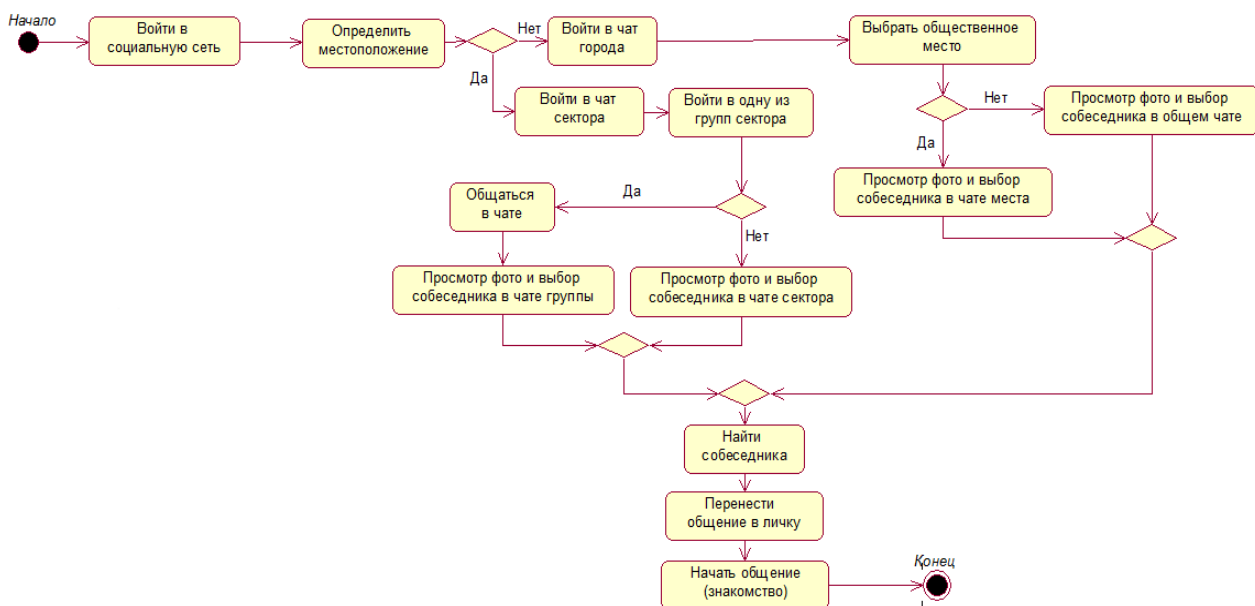 Начало
Войти в
социальную сеть
Определить
местоположение
Нет
Войти в чат
города
Выбрать общественное
место
Да
Войти в чат
сектора
Войти в одну из
групп сектора
Нет
Просмотр фото и выбор
собеседника в общем чате
Да
Просмотр фото и выбор
собеседника в чате места
Да
Общаться
в чате
Нет
Просмотр фото и выбор
собеседника в чате группы
Просмотр фото и выбор
собеседника в чате сектора
Найти
собеседника
Перенести
общение в личку
Начать общение
(знакомство)
Конец